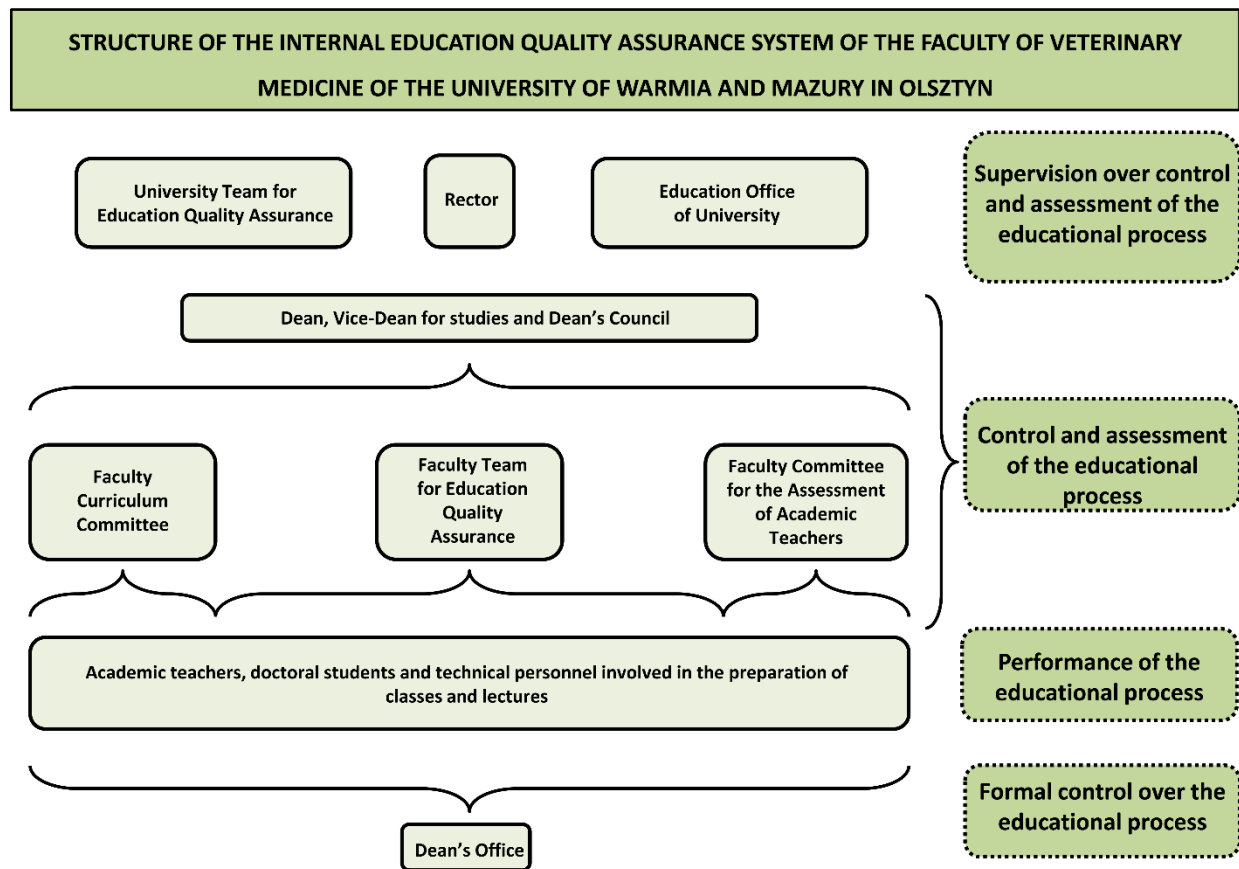 STRUCTURE OF THE INTERNAL EDUCATION QUALITY ASSURANCE SYSTEM OF THE FACULTY OF VETERINARY
MEDICINE OF THE UNIVERSITY OF WARMIA AND MAZURY IN OLSZTYN
University Team for
Education Quality Assurance
Rector
Education Office
of University
Supervision over control
and assessment of the
educational process
Dean, Vice-Dean for studies and Dean’s Council
Faculty
Curriculum
Committee
Faculty Team
for Education
Quality
Assurance
Faculty Committee
for the Assessment
of Academic
Teachers
Control and assessment
of the educational
process
Academic teachers, doctoral students and technical personnel involved in the preparation of
classes and lectures
Performance of the
educational process
Dean’s Office
Formal control over the
educational process